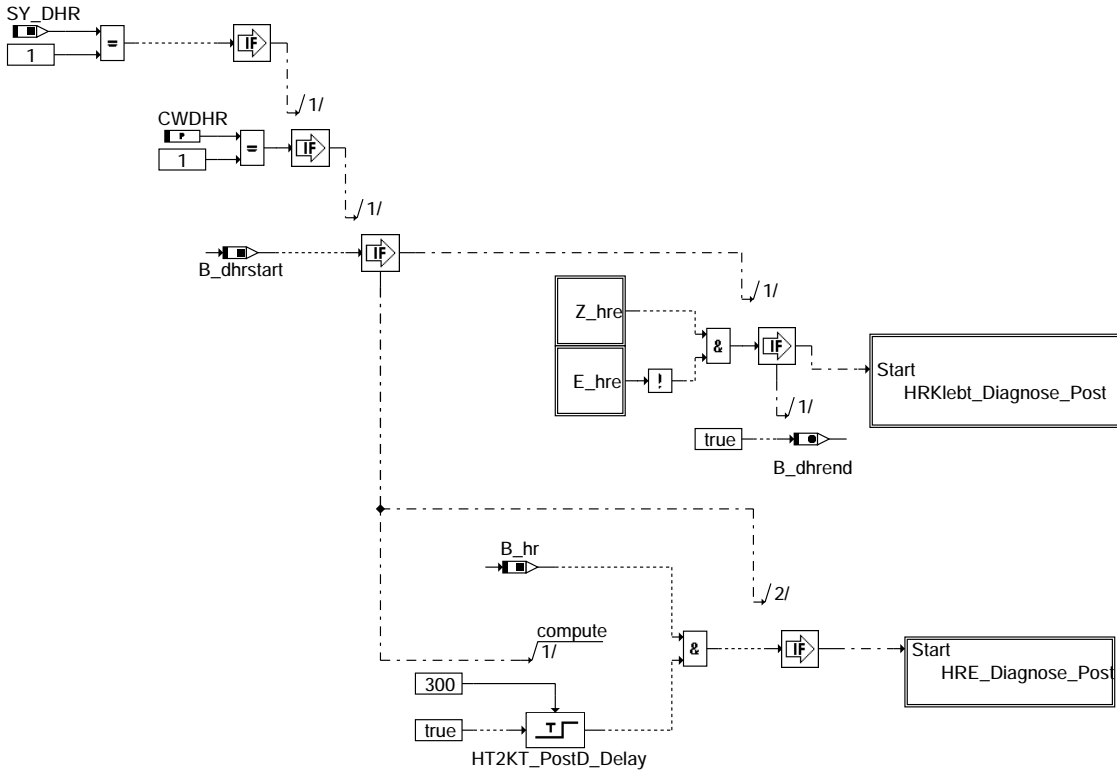 SY_DHR
=
IF
1
1/
CWDHR
P
=
IF
1
1/
IF
B_dhrstart
1/
Z_hre
&
IF
E_hre
!
Start
HRKlebt_Diagnose_Post
1/
true
B_dhrend
B_hr
2/
compute
1/
&
IF
Start
HRE_Diagnose_Post
300
true
T
HT2KT_PostD_Delay